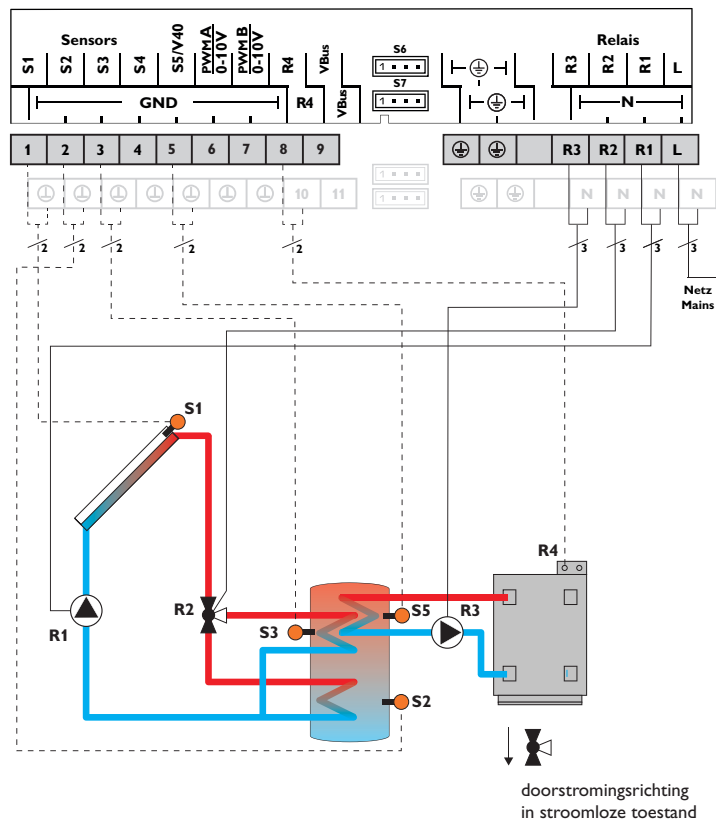 Sensors
Relais
S1 S2 S3 S4 S5/V40 PWM A 0-10V PWM B 0-10V R4 VBus S6 R3 R2 R1 L
S7
GND R4 VBus N
1 2 3 4 5 6 7 8 9 R3 R2 R1 L
1
1
10 11 N N N N
2 2 2 2 2 3 3 3 3
Netz
Mains
S1
R4
R2
S5 R3
R1
S3
S2
doorstromingsrichting
in stroomloze toestand